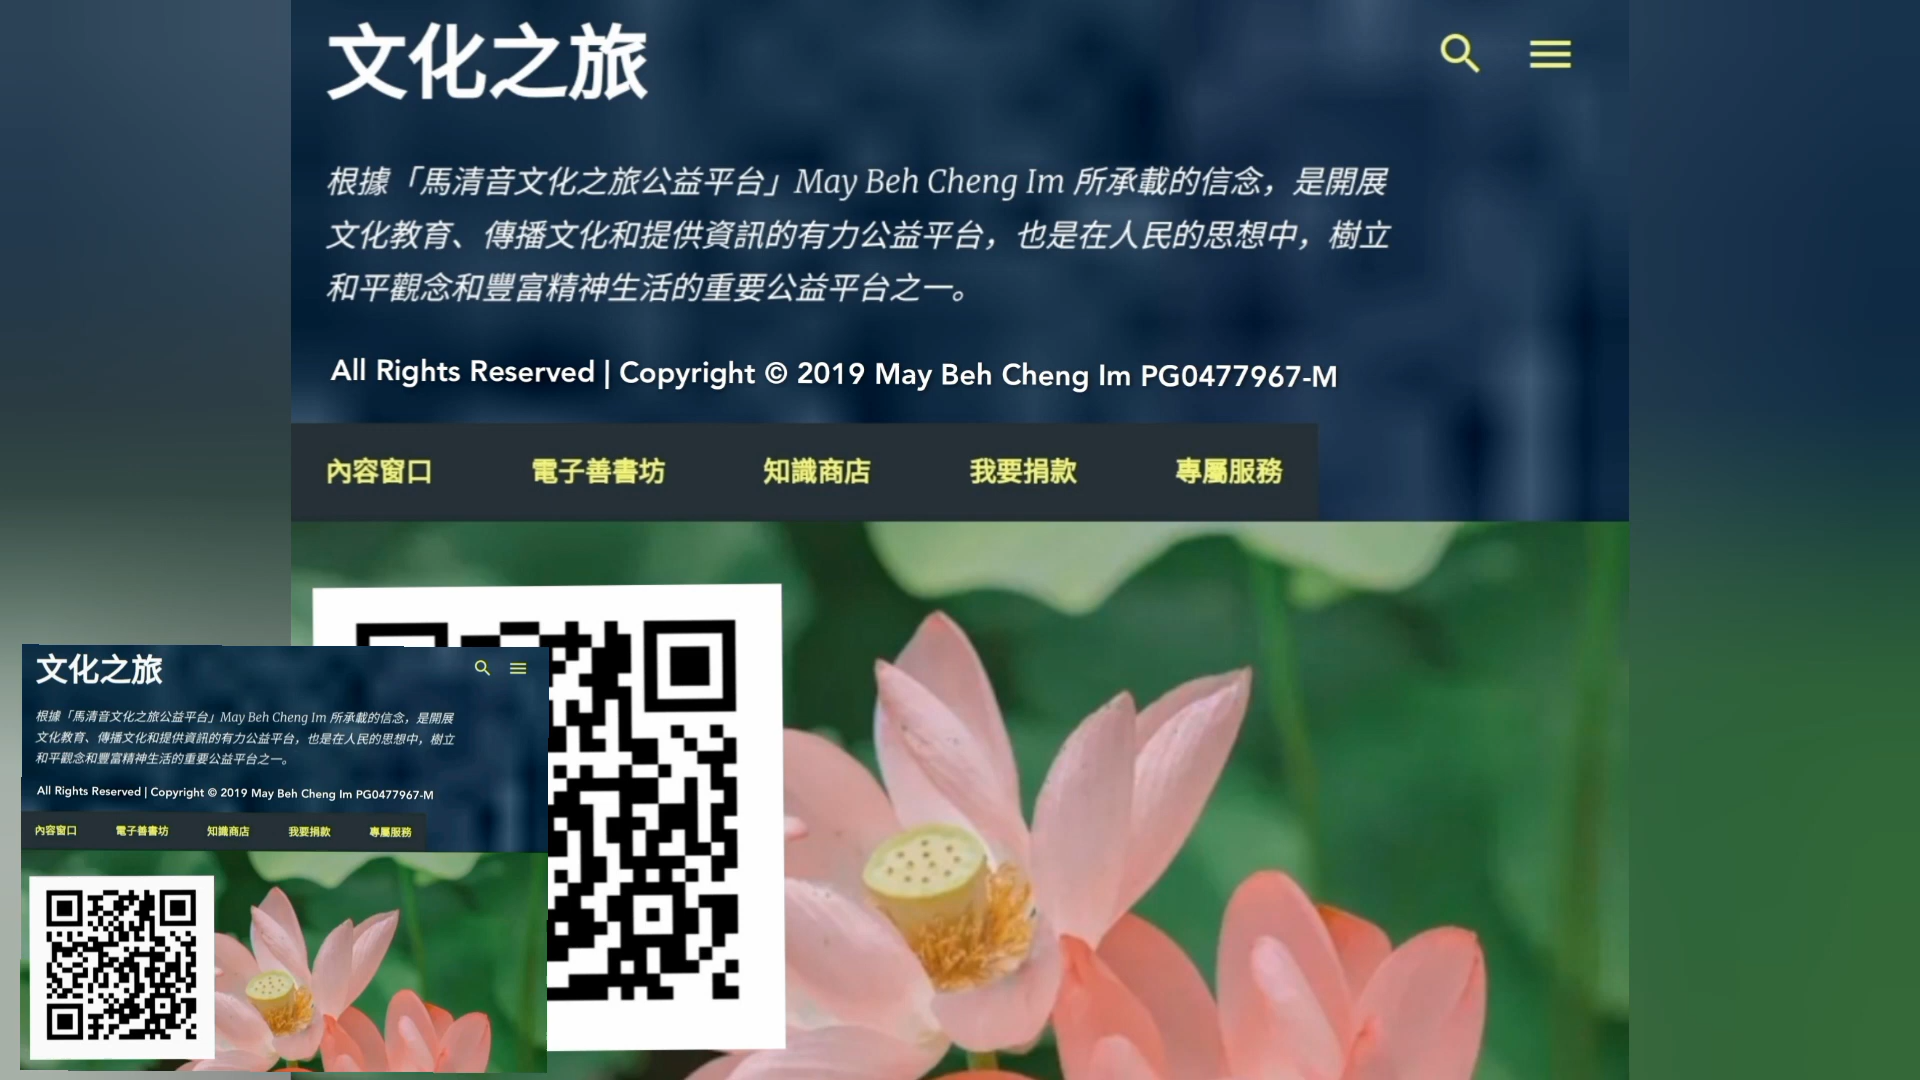 文化之旅
根據「馬清音文化之旅公益平台」May Beh Cheng Im 所承載的信念，是開展
文化教育、傳播文化和提供資訊的有力公益平台，也是在人民的思想中，樹立
和平觀念和豐富精神生活的重要公益平台之一。
All Rights Reserved | Copyright © 2019 May Beh Cheng Im PG0477967-M
內容窗口 電子善書坊 知識商店 我要捐款 專屬服務
文化之旅
根據「馬清音文化之旅公益平台」May Beh Cheng Im 所承載的信念，是開展
文化教育、傳播文化和提供資訊的有力公益平台，也是在人民的思想中，樹立
和平觀念和豐富精神生活的重要公益平台之一。
All Rights Reserved | Copyright © 2019 May Beh Cheng Im PG0477967-M
內容窗口 電子善書坊 知識商店 我要捐款 專屬服務